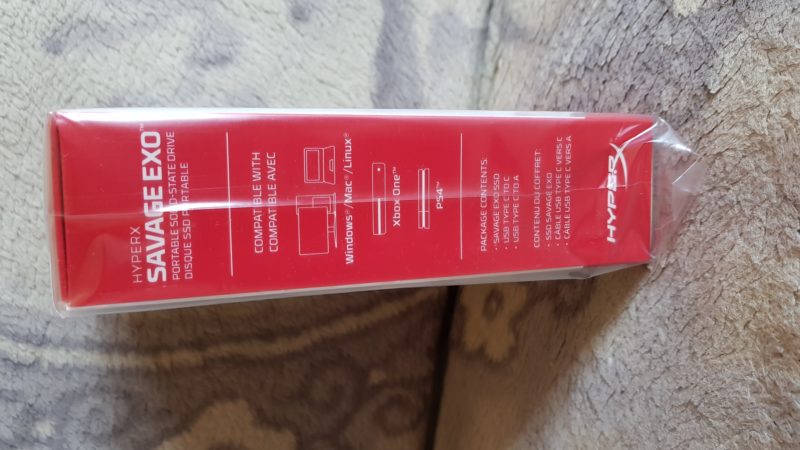 HYPERX
SAVAGE EXO™
PORTABLE SOLID-STATE DRIVE
DISQUE SSD PORTABLE
COMPATIBLE WITH
COMPATIBLE AVEC
Windows®/Mac®/Linux®
Xbox One™
PS4™
PACKAGE CONTENTS:
• SAVAGE EXO SSD
• USB TYPE C TO C
• USB TYPE C TO A
CONTENU DU COFFRET:
• SSD SAVAGE EXO
• CÂBLE USB TYPE C VERS C
• CÂBLE USB TYPE C VERS A
HYPERX